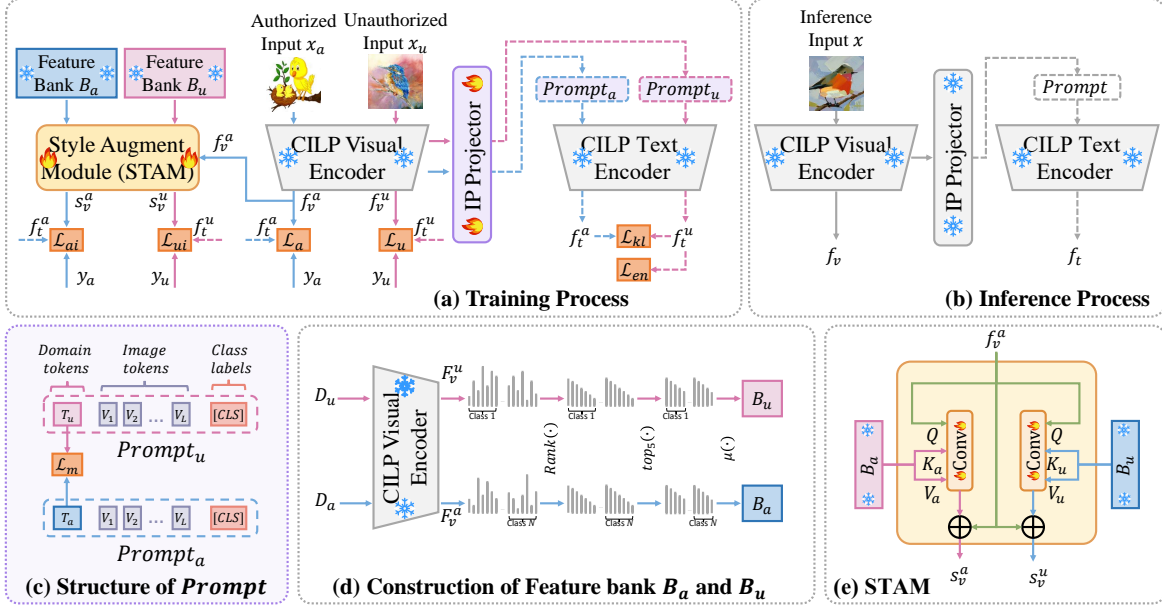 Authorized
Input x_a
Unauthorized
Input x_u
Feature
Bank B_a
Feature
Bank B_u
Style Augment
Module (STAM)
f_v^a
CILP Visual
Encoder
IP Projector
Prompt_a
Prompt_u
CILP Text
Encoder
s_v^a
s_v^u
f_v^a
f_v^u
f_t^a
f_t^u
f_t^a
f_t^u
L_ai
L_ui
L_a
L_u
f_t^a
L_kl
f_t^u
L_en
y_a
y_u
y_a
y_u
(a) Training Process
Inference
Input x
CILP Visual
Encoder
IP Projector
Prompt
CILP Text
Encoder
f_v
f_t
(b) Inference Process
Domain
tokens
Image
tokens
Class
labels
T_u V_1 V_2 ... V_L [CLS]
Prompt_u
L_m
T_a V_1 V_2 ... V_L [CLS]
Prompt_a
(c) Structure of Prompt
D_u
D_a
CILP Visual
Encoder
F_v^u
F_v^a
Class 1
Class 1
Class 1
Rank(·)
top_5(·)
μ(·)
Class N
Class N
Class N
B_u
B_a
(d) Construction of Feature bank B_a and B_u
f_v^a
B_a
Q
K_a
V_a
Conv
Conv
Q
K_u
V_u
B_u
s_v^a
s_v^u
(e) STAM